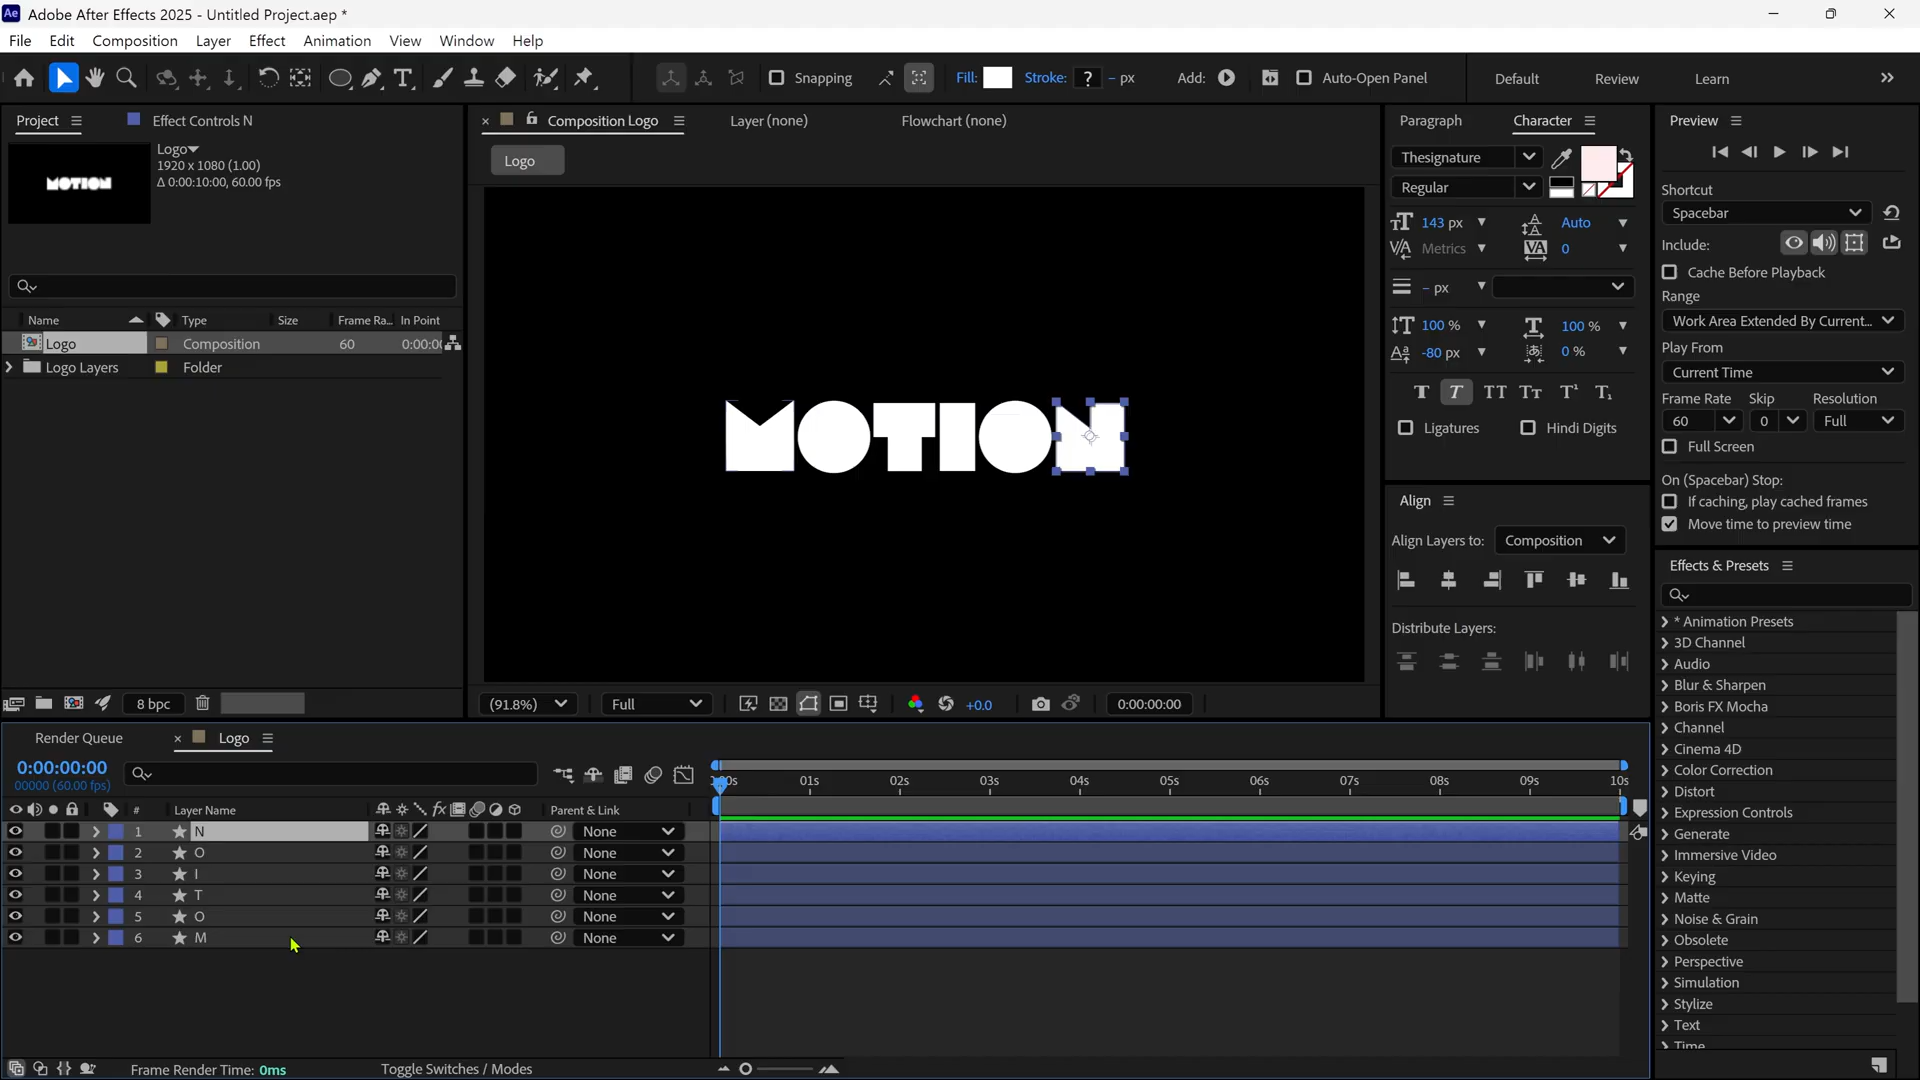 Ae Adobe After Effects 2025 - Untitled Project.aep *
File Edit Composition Layer Effect Animation View Window Help
Snapping Fill: Stroke: ? - px Add: Auto-Open Panel Default Review Learn
Project Effect Controls N
Logo
1920 x 1080 (1.00)
Δ 0:00:10:00, 60.00 fps
MOTION
Name Type Size Frame Ra... In Point
Logo Composition 60 0:00:0
Logo Layers Folder
8 bpc
Composition Logo Layer (none) Flowchart (none)
Logo
MOTION
(91.8%) Full +0.0 0:00:00:00
Paragraph Character
Thesignature
Regular
143 px Auto
Metrics 0
- px
100 % 100 %
-80 px 0 %
T T TT Tt T¹ T₁
Ligatures Hindi Digits
Align
Align Layers to: Composition
Distribute Layers:
Preview
Shortcut
Spacebar
Include:
Cache Before Playback
Range
Work Area Extended By Current...
Play From
Current Time
Frame Rate Skip Resolution
60 0 Full
Full Screen
On (Spacebar) Stop:
If caching, play cached frames
Move time to preview time
Effects & Presets
* Animation Presets
3D Channel
Audio
Blur & Sharpen
Boris FX Mocha
Channel
Cinema 4D
Color Correction
Distort
Expression Controls
Generate
Immersive Video
Keying
Matte
Noise & Grain
Obsolete
Perspective
Simulation
Stylize
Text
Time
Render Queue Logo
0:00:00:00
00000 (60.00 fps)
# Layer Name fx Parent & Link
1 N None
2 O None
3 I None
4 T None
5 O None
6 M None
:00s 01s 02s 03s 04s 05s 06s 07s 08s 09s 10s
Frame Render Time: 0ms Toggle Switches / Modes